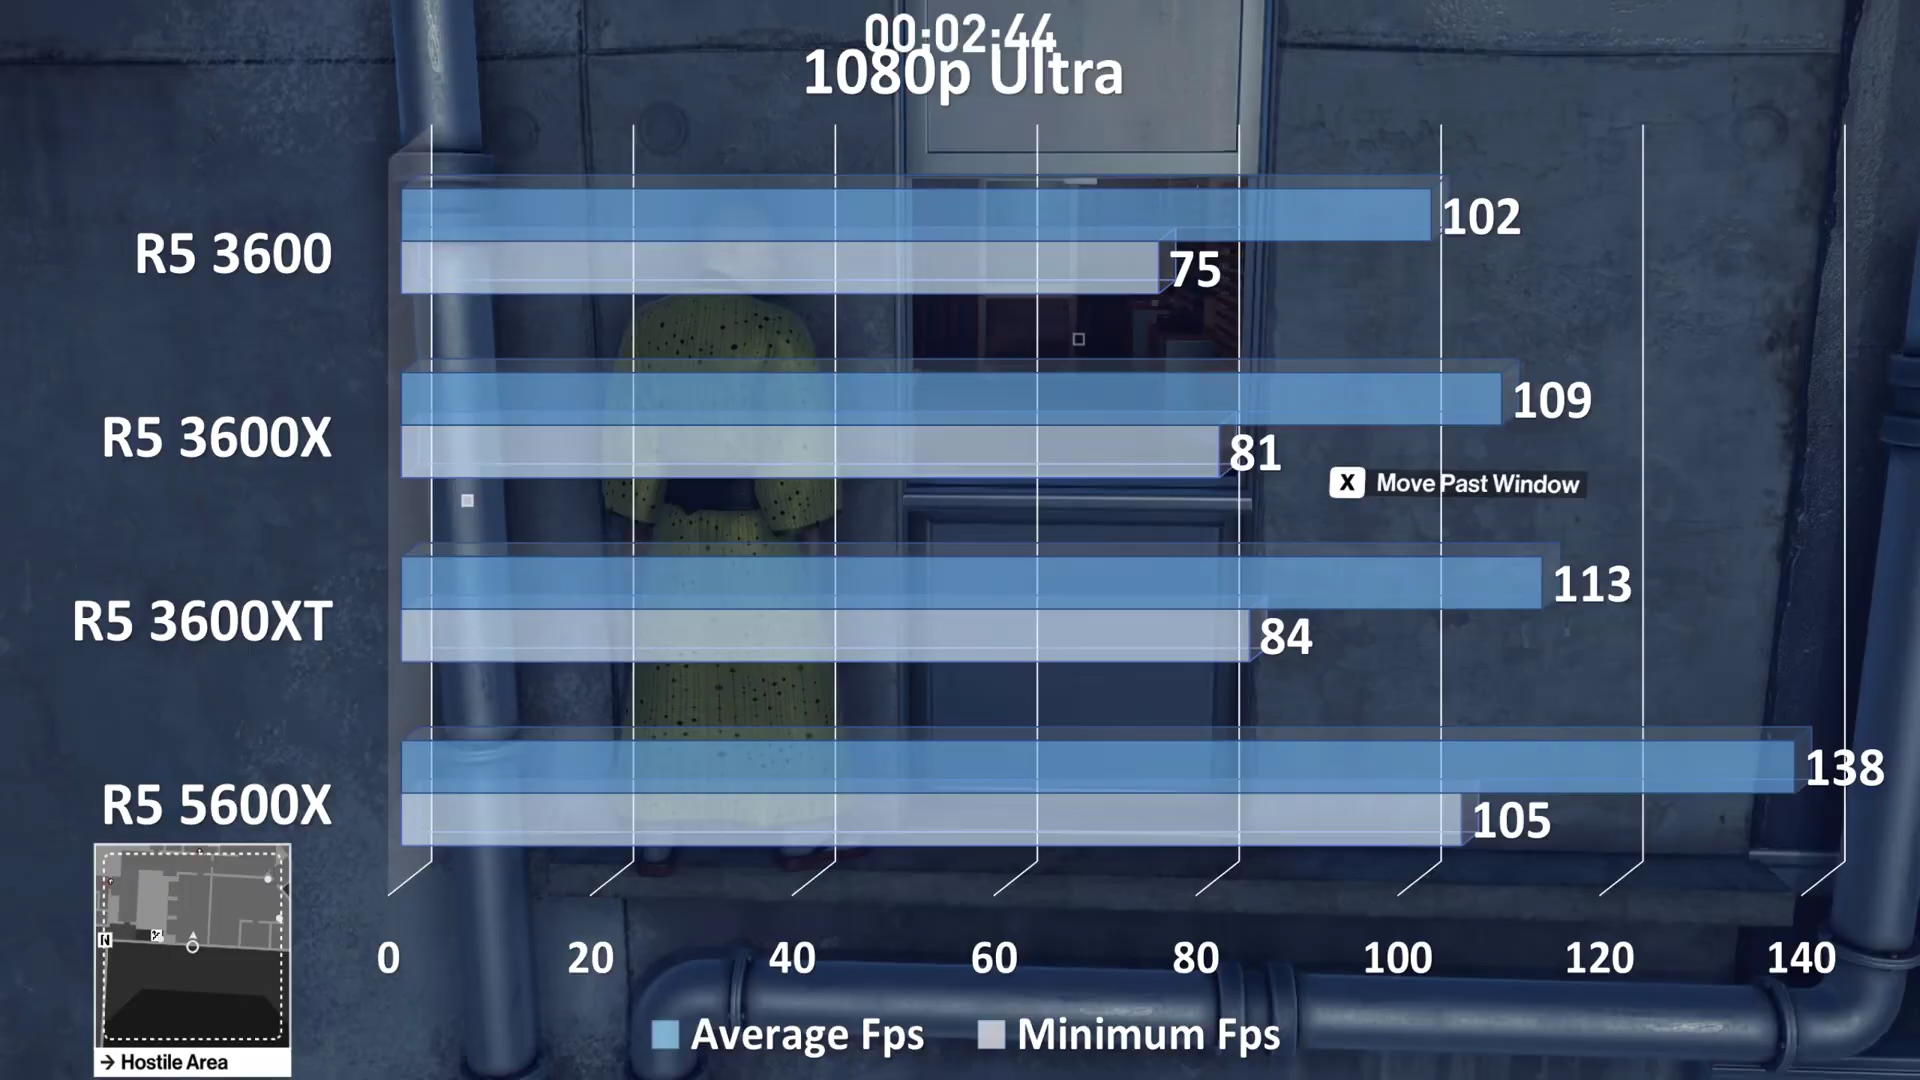 00:02:44
1080p Ultra
R5 3600
102
75
R5 3600X
109
81
X Move Past Window
R5 3600XT
113
84
R5 5600X
138
105
N
→ Hostile Area
0 20 40 60 80 100 120 140
Average Fps Minimum Fps